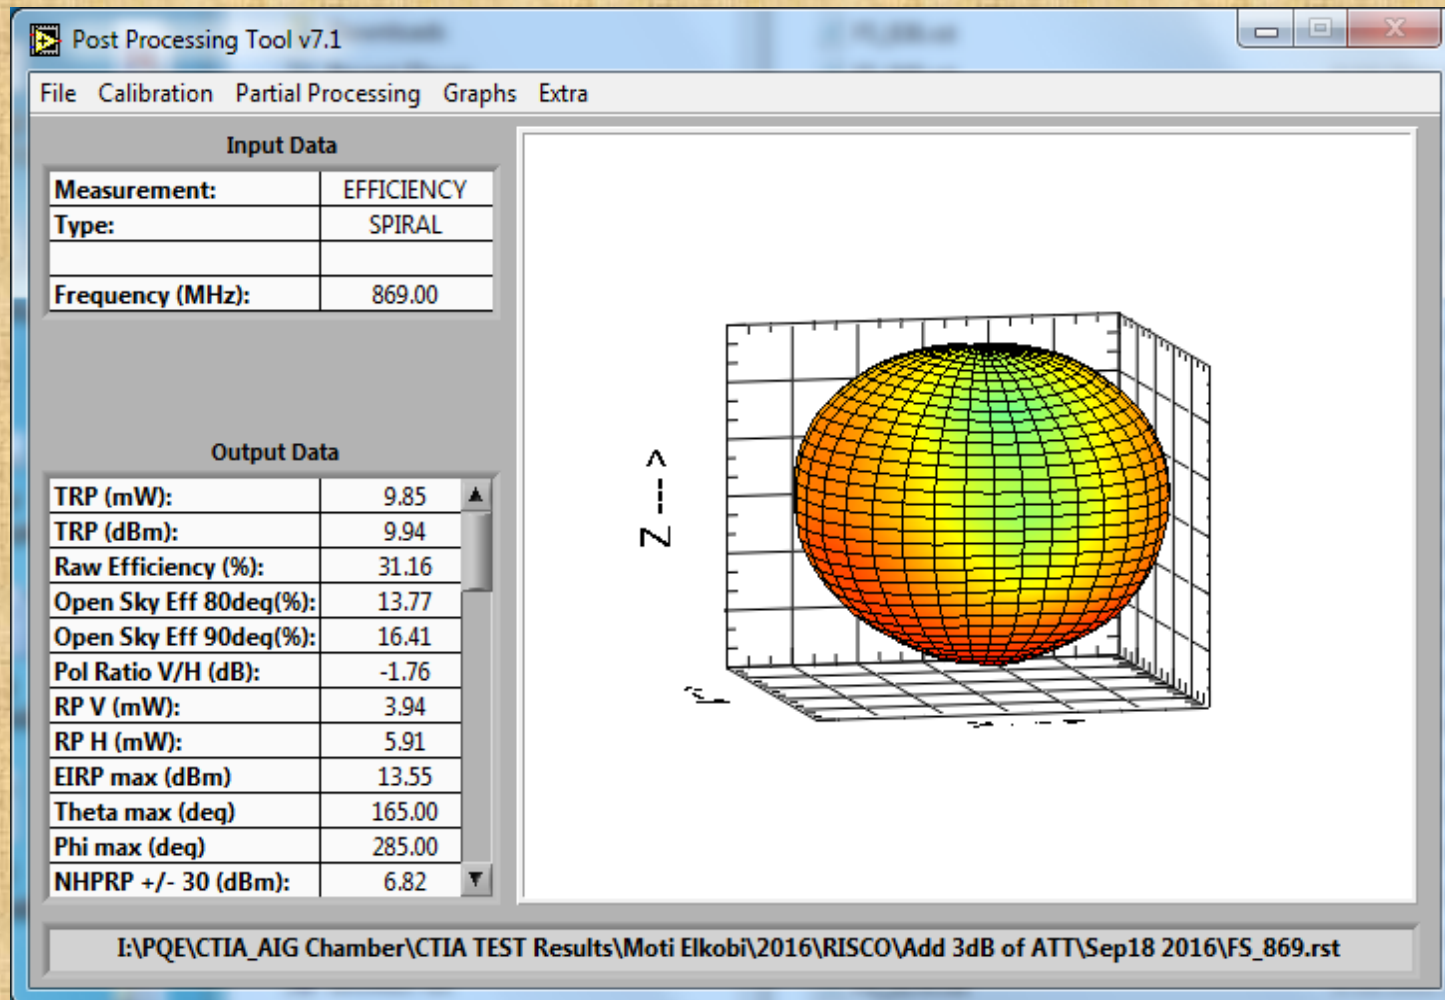 Post Processing Tool v7.1
File Calibration Partial Processing Graphs Extra
Input Data
Measurement: EFFICIENCY
Type: SPIRAL
Frequency (MHz): 869.00
Output Data
TRP (mW): 9.85
TRP (dBm): 9.94
Raw Efficiency (%): 31.16
Open Sky Eff 80deg(%): 13.77
Open Sky Eff 90deg(%): 16.41
Pol Ratio V/H (dB): -1.76
RP V (mW): 3.94
RP H (mW): 5.91
EIRP max (dBm) 13.55
Theta max (deg) 165.00
Phi max (deg) 285.00
NHPRP +/- 30 (dBm): 6.82
Z --->
I:\PQE\CTIA_AIG Chamber\CTIA TEST Results\Moti Elkobi\2016\RISCO\Add 3dB of ATT\Sep18 2016\FS_869.rst